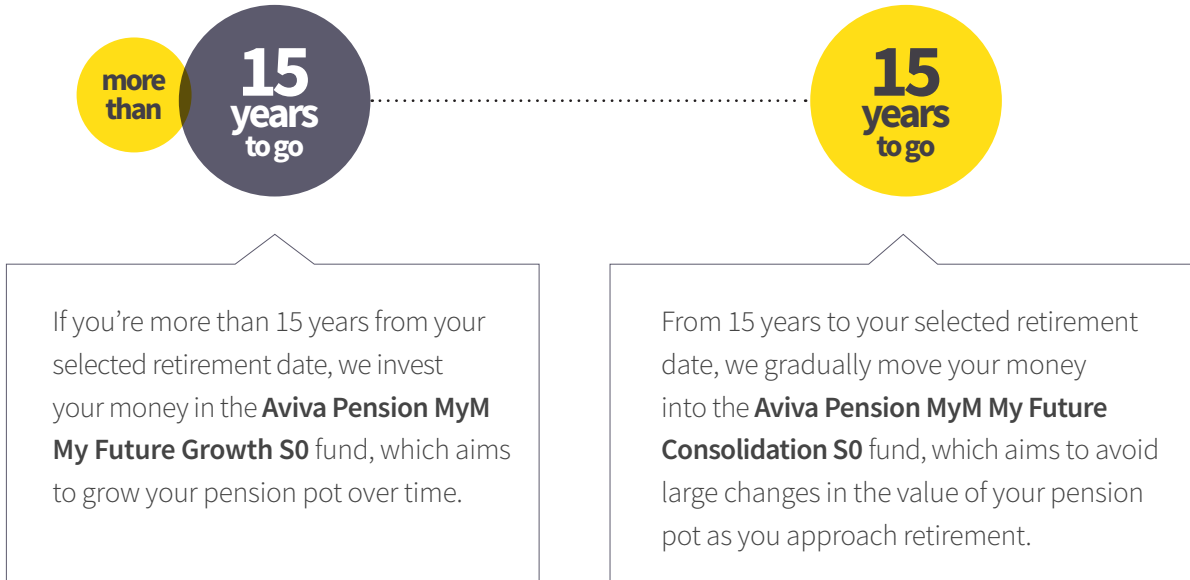 more
than
15
years
to go
15
years
to go
If you’re more than 15 years from your
selected retirement date, we invest
your money in the Aviva Pension MyM
My Future Growth S0 fund, which aims
to grow your pension pot over time.
From 15 years to your selected retirement
date, we gradually move your money
into the Aviva Pension MyM My Future
Consolidation S0 fund, which aims to avoid
large changes in the value of your pension
pot as you approach retirement.